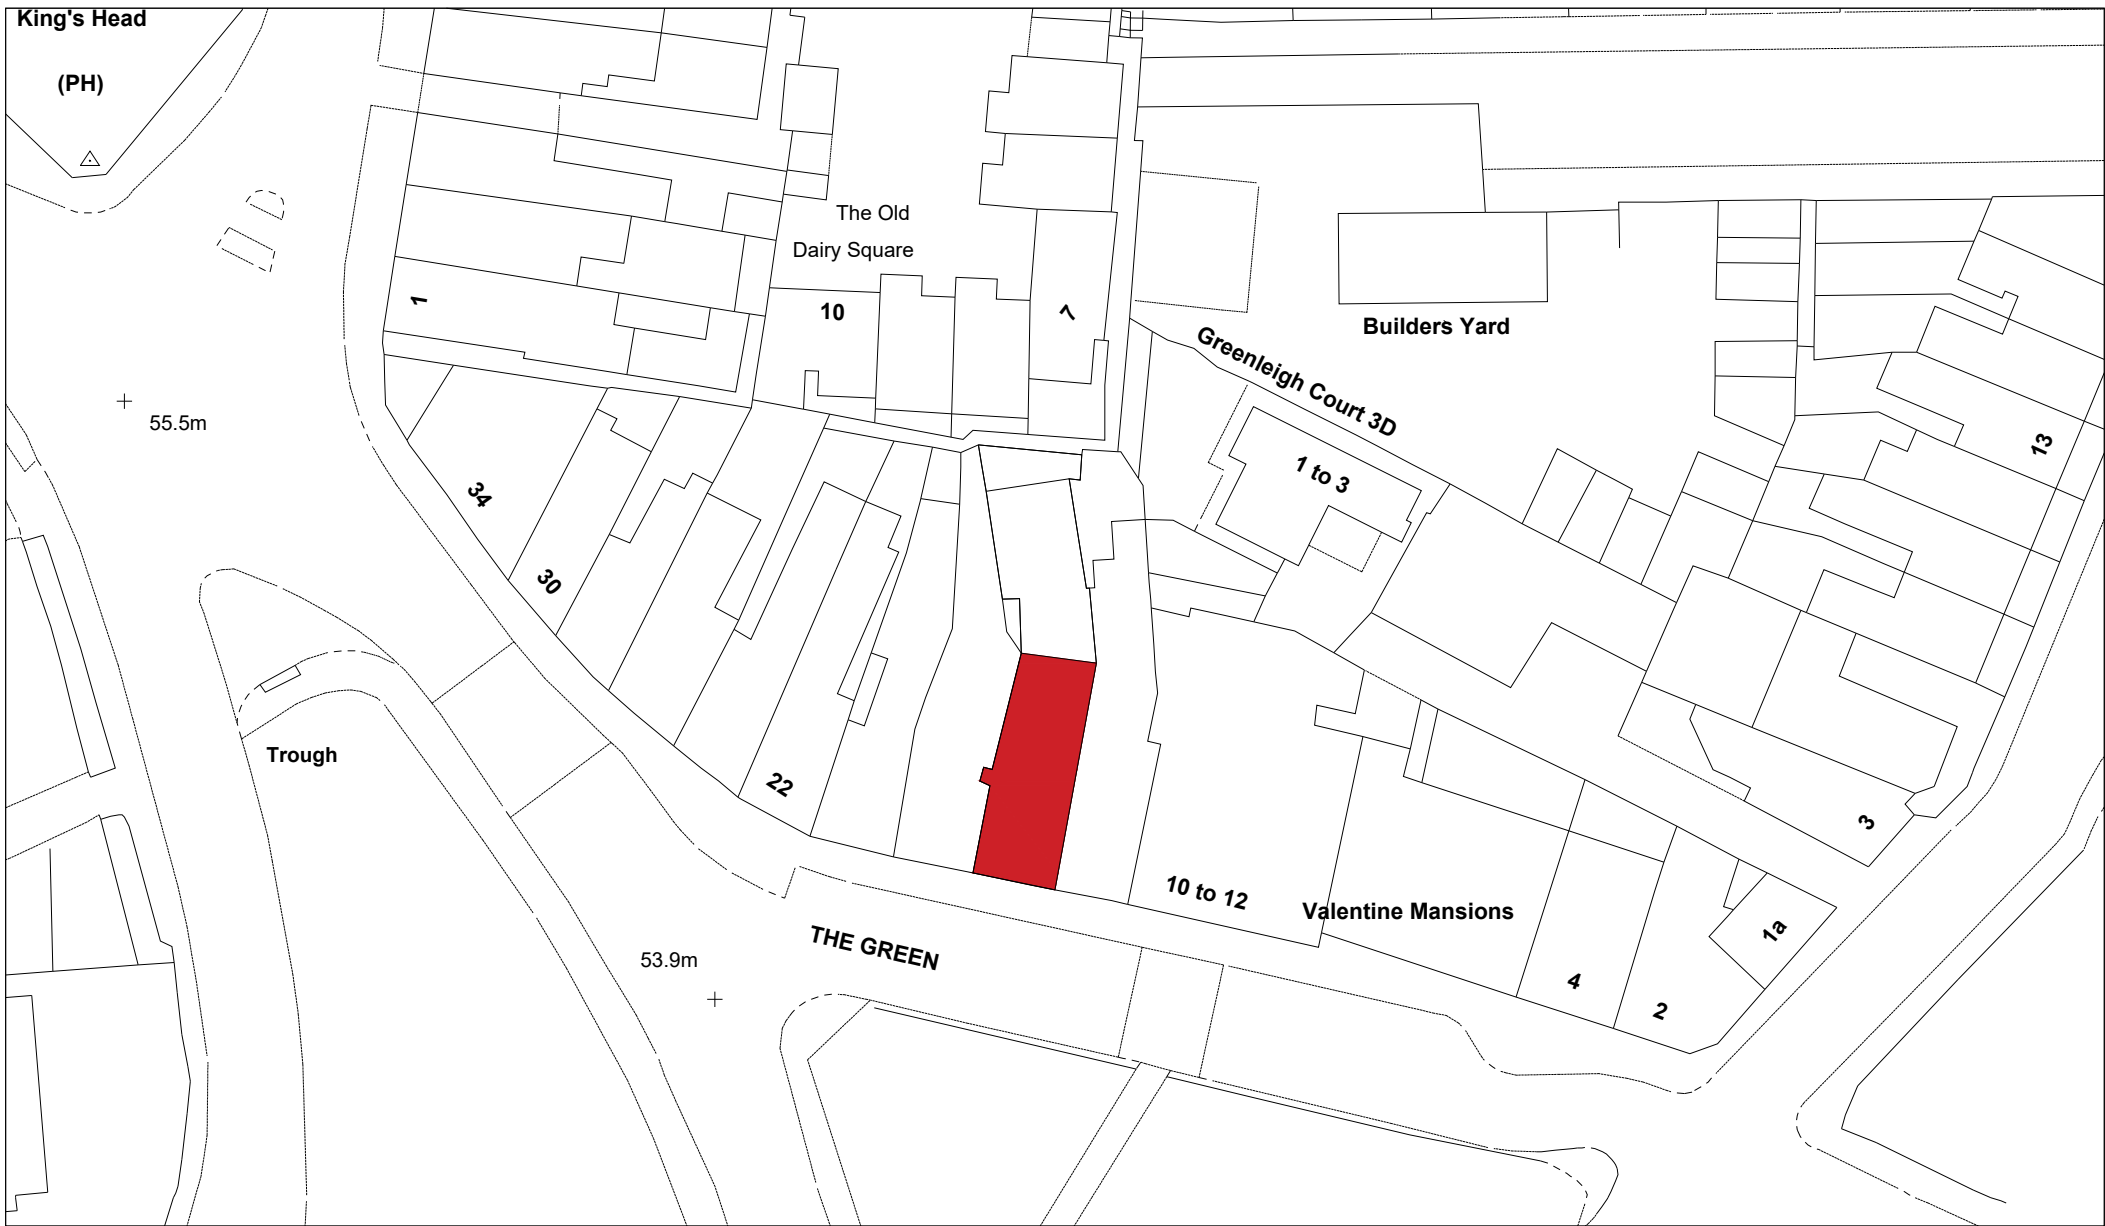 King's Head
(PH)
The Old
Dairy Square
1
10
7
Builders Yard
Greenleigh Court 3D
1 to 3
13
55.5m
34
30
22
Trough
3
10 to 12
Valentine Mansions
1a
THE GREEN
53.9m
4
2